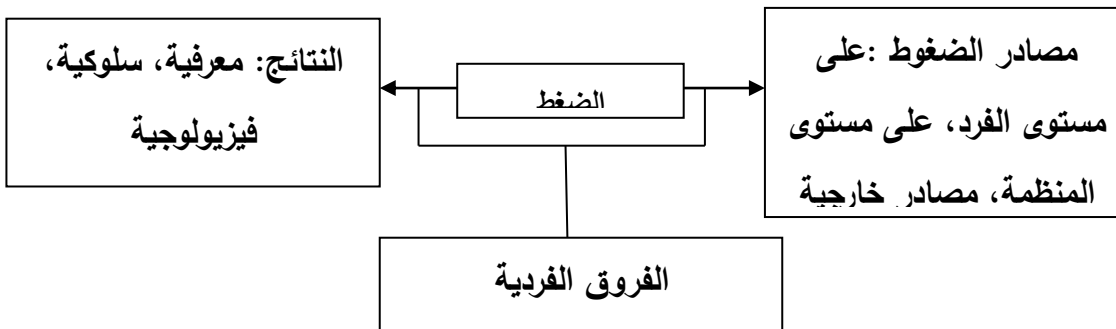 مصادر الضغوط :على
مستوى الفرد، على مستوى
المنظمة، مصادر خارجية
الضغط
النتائج: معرفية، سلوكية،
فيزيولوجية
الفروق الفردية